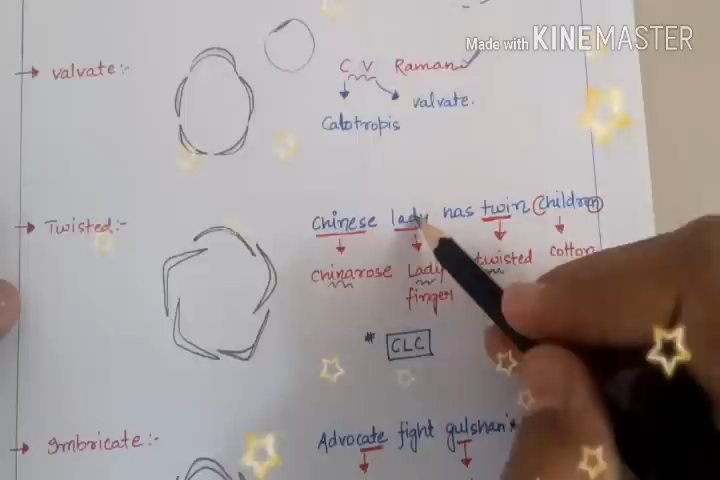 Made with KINEMASTER
→ valvate:-
C V Raman
Calotropis
valvate.
→ Twisted:-
Chinese lady has twin children
chinarose Lady twisted cotton
finger
* CLC
→ Imbricate:-
Advocate fight gulshan's